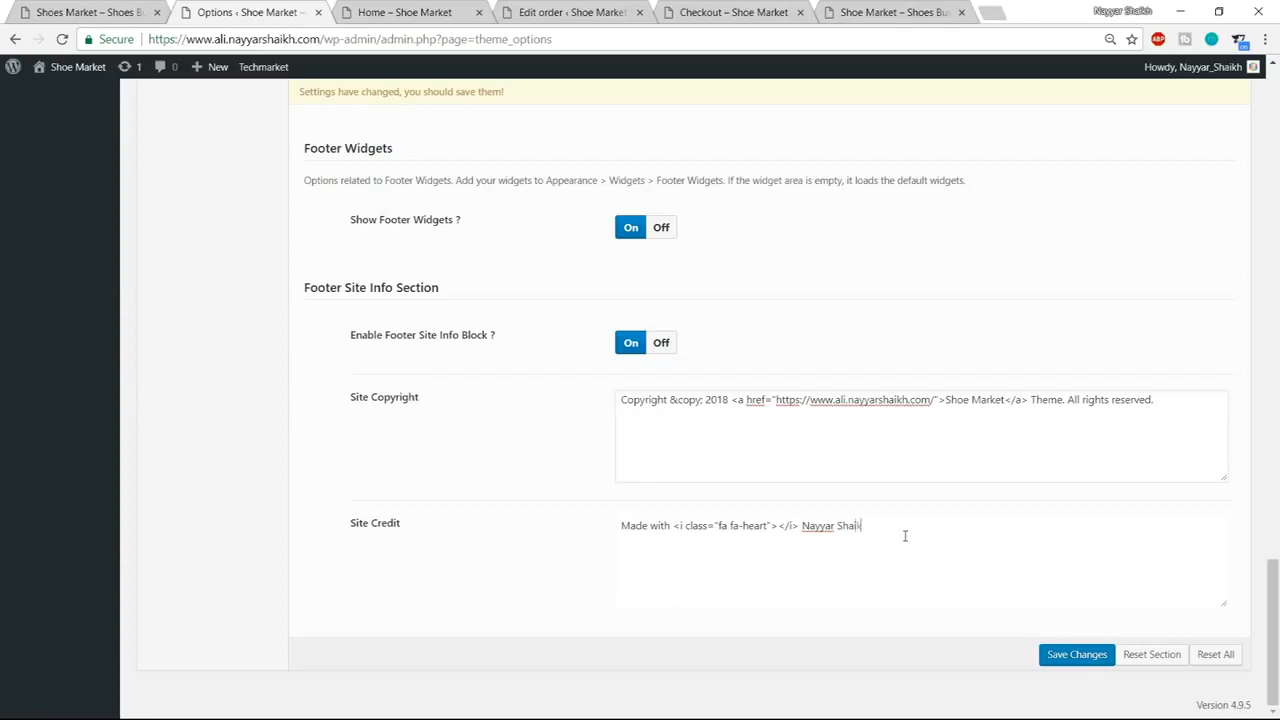 Shoes Market – Shoes Bu
Options ‹ Shoe Market —
Home – Shoe Market
Edit order ‹ Shoe Market
Checkout – Shoe Market
Shoe Market – Shoes Bu
Nayyar Shaikh
Secure https://www.ali.nayyarshaikh.com/wp-admin/admin.php?page=theme_options
ABP
Shoe Market 1 0 New Techmarket Howdy, Nayyar_Shaikh
Settings have changed, you should save them!
Footer Widgets
Options related to Footer Widgets. Add your widgets to Appearance > Widgets > Footer Widgets. If the widget area is empty, it loads the default widgets.
Show Footer Widgets ? On Off
Footer Site Info Section
Enable Footer Site Info Block ? On Off
Site Copyright
Copyright &copy; 2018 <a href="https://www.ali.nayyarshaikh.com/">Shoe Market</a> Theme. All rights reserved.
Site Credit
Made with <i class="fa fa-heart"></i> Nayyar Shaik
Save Changes Reset Section Reset All
Version 4.9.5